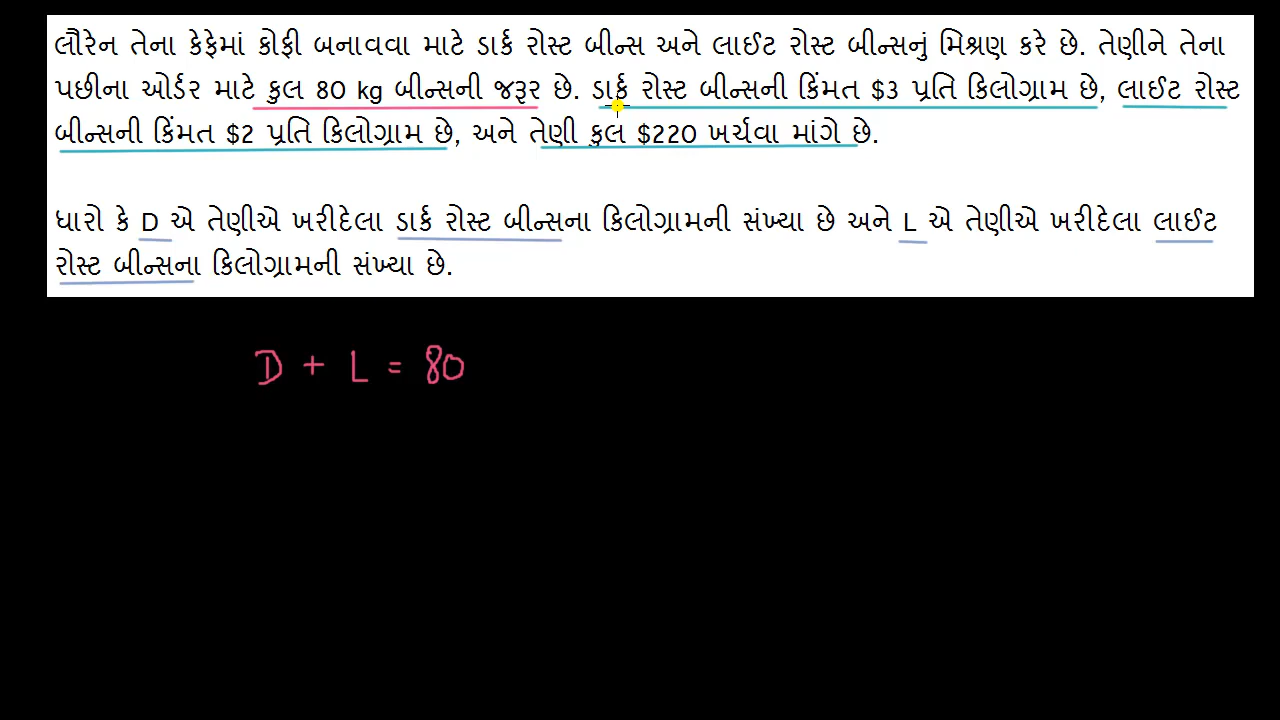 લૌરેન તેના કેફેમાં કોફી બનાવવા માટે ડાર્ક રોસ્ટ બીન્સ અને લાઈટ રોસ્ટ બીન્સનું મિશ્રણ કરે છે. તેણીને તેના
પછીના ઓર્ડર માટે કુલ 80 kg બીન્સની જરૂર છે. ડાર્ક રોસ્ટ બીન્સની કિંમત $3 પ્રતિ કિલોગ્રામ છે, લાઈટ રોસ્ટ
બીન્સની કિંમત $2 પ્રતિ કિલોગ્રામ છે, અને તેણી કુલ $220 ખર્ચવા માંગે છે.
ધારો કે D એ તેણીએ ખરીદેલા ડાર્ક રોસ્ટ બીન્સના કિલોગ્રામની સંખ્યા છે અને L એ તેણીએ ખરીદેલા લાઈટ
રોસ્ટ બીન્સના કિલોગ્રામની સંખ્યા છે.
D + L = 80